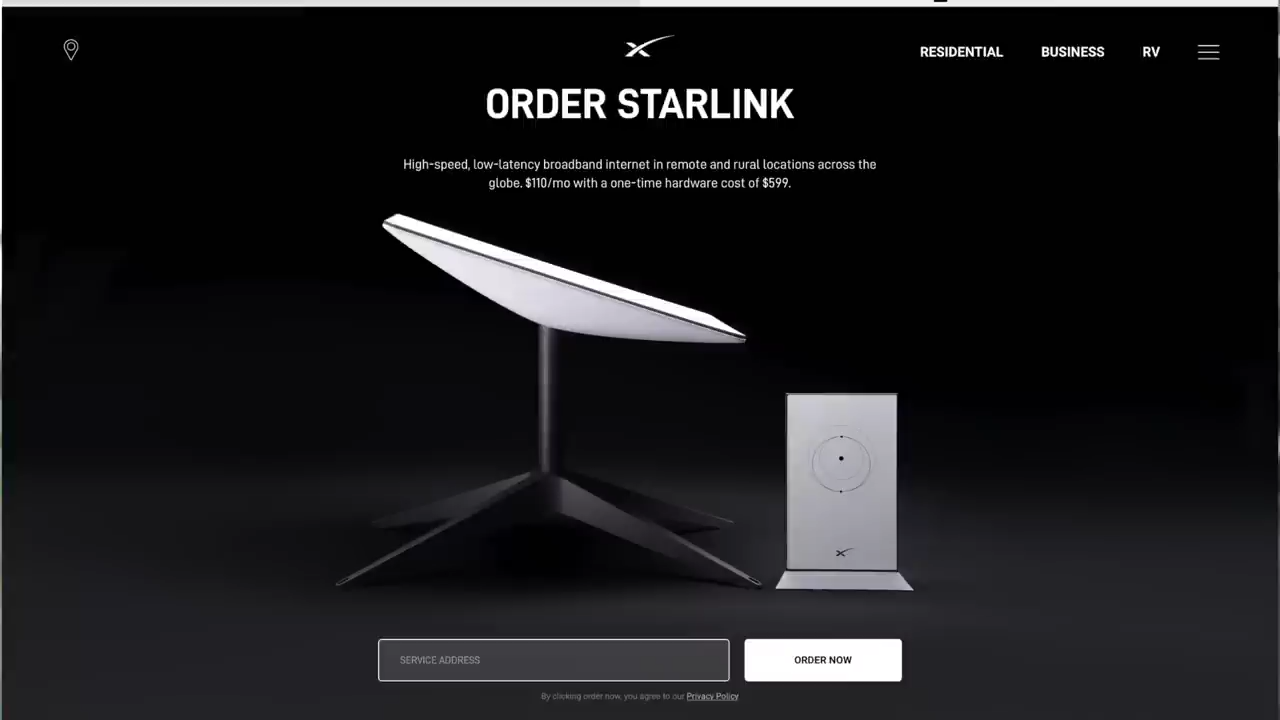 RESIDENTIAL BUSINESS RV
ORDER STARLINK
High-speed, low-latency broadband internet in remote and rural locations across the
globe. $110/mo with a one-time hardware cost of $599.
SERVICE ADDRESS
ORDER NOW
By clicking order now, you agree to our Privacy Policy